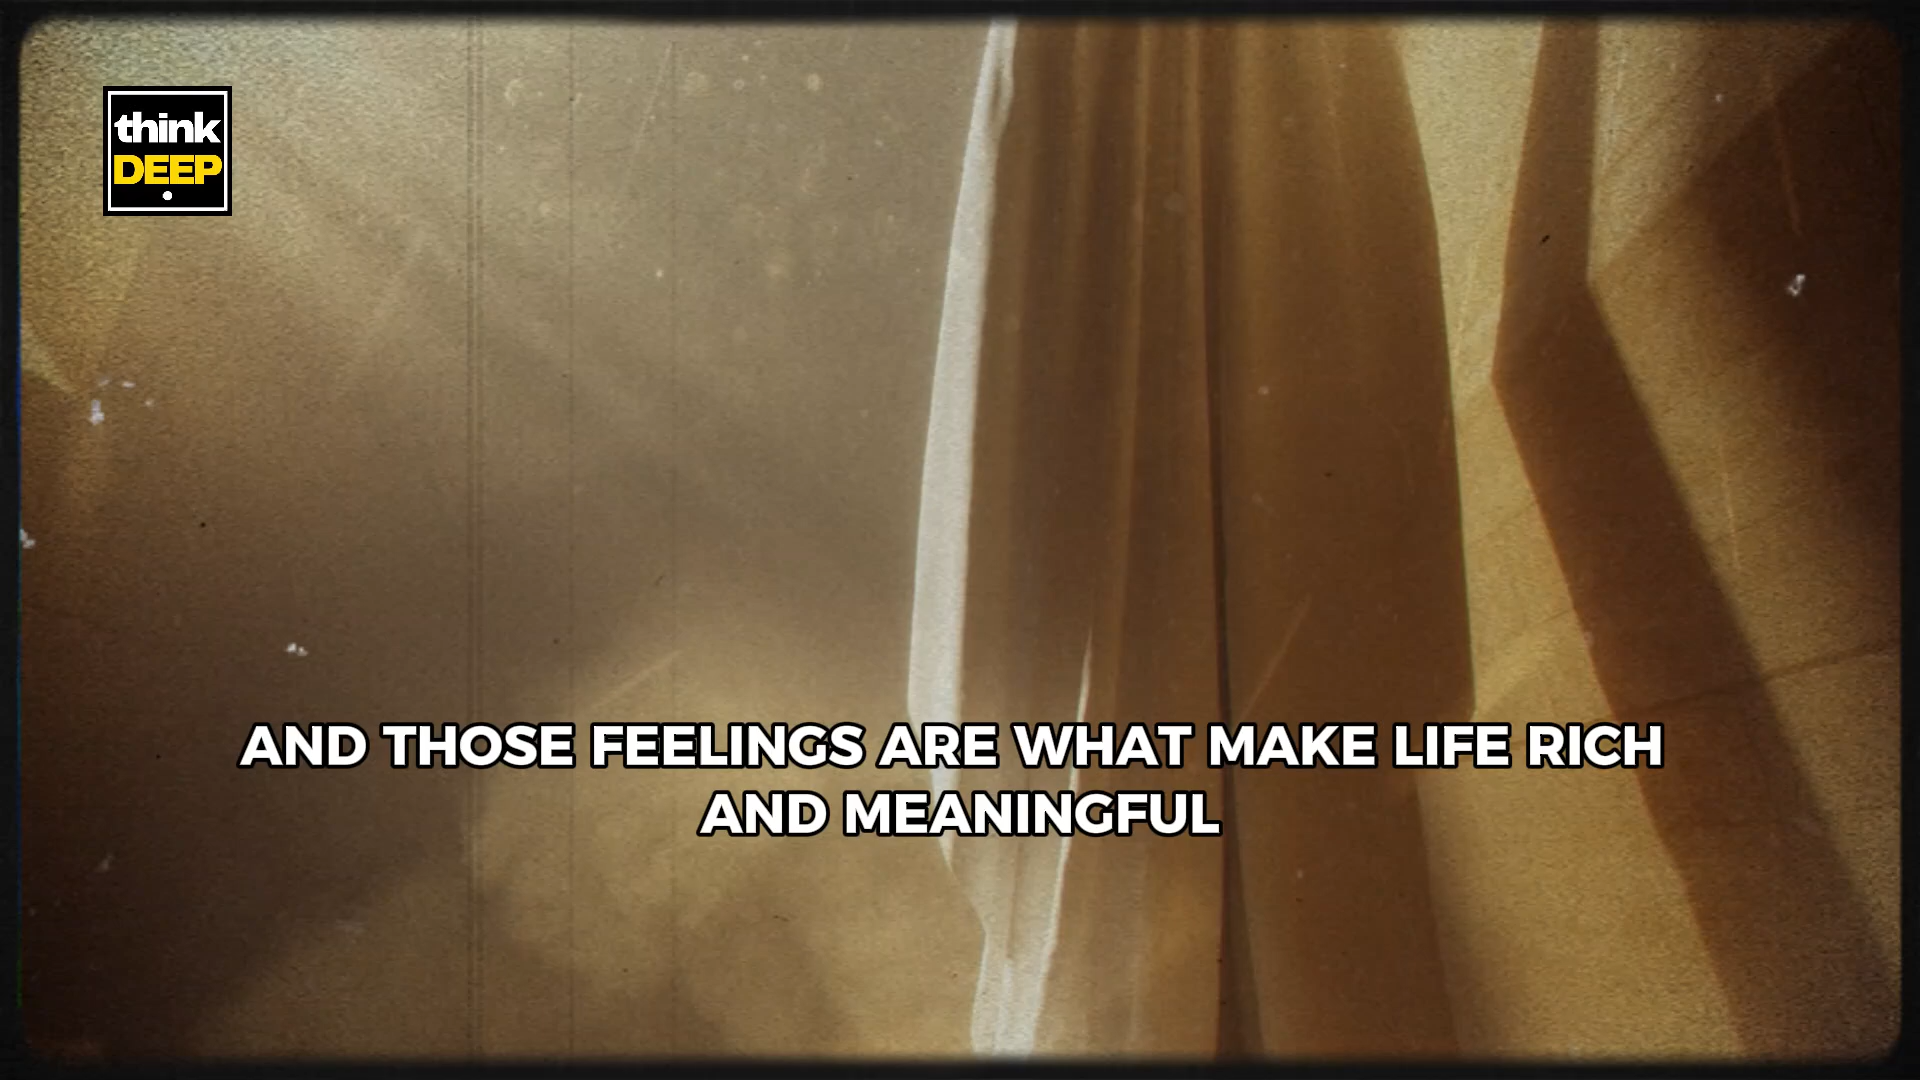 think
DEEP
AND THOSE FEELINGS ARE WHAT MAKE LIFE RICH
AND MEANINGFUL